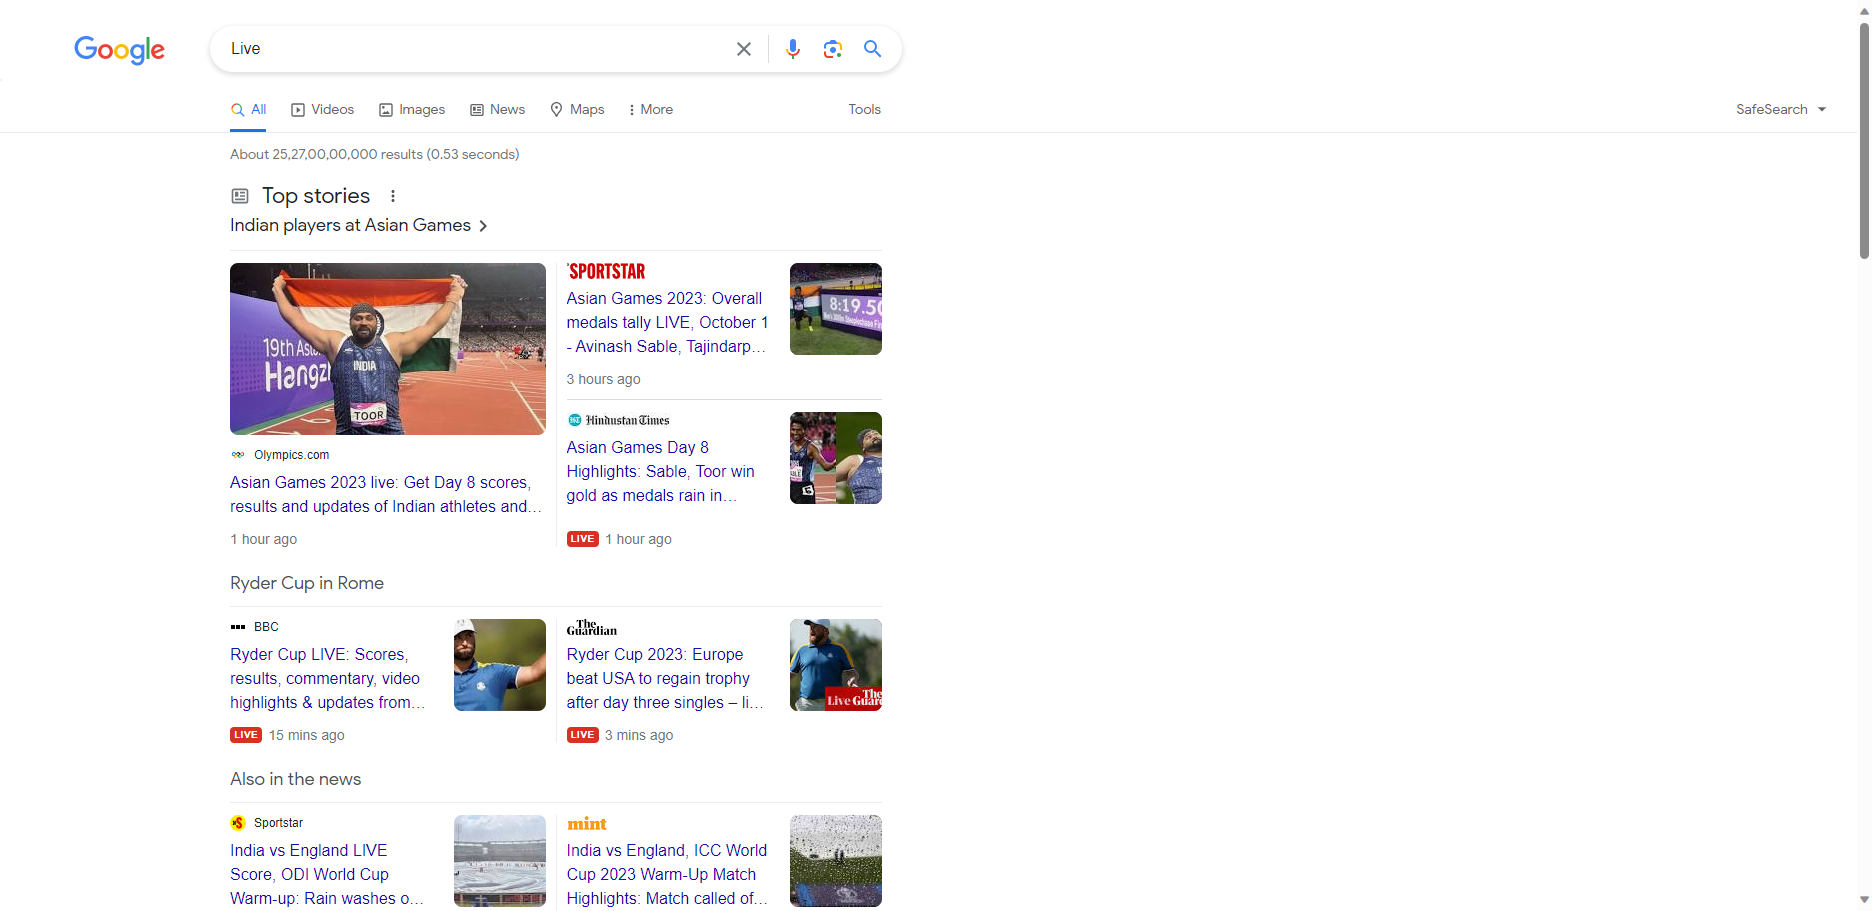 Google
Live
All
Videos
Images
News
Maps
More
Tools
SafeSearch
About 25,27,00,00,000 results (0.53 seconds)
Top stories
Indian players at Asian Games
19th Asi
Hangz
INDIA
TOOR
Olympics.com
Asian Games 2023 live: Get Day 8 scores,
results and updates of Indian athletes and…
1 hour ago
SPORTSTAR
Asian Games 2023: Overall
medals tally LIVE, October 1
- Avinash Sable, Tajindarp…
3 hours ago
8:19.50
Hindustan Times
Asian Games Day 8
Highlights: Sable, Toor win
gold as medals rain in…
LIVE 1 hour ago
Ryder Cup in Rome
BBC
Ryder Cup LIVE: Scores,
results, commentary, video
highlights & updates from…
LIVE 15 mins ago
The Guardian
Ryder Cup 2023: Europe
beat USA to regain trophy
after day three singles – li…
LIVE 3 mins ago
The
Live Guard
Also in the news
Sportstar
India vs England LIVE
Score, ODI World Cup
Warm-up: Rain washes o…
mint
India vs England, ICC World
Cup 2023 Warm-Up Match
Highlights: Match called of…